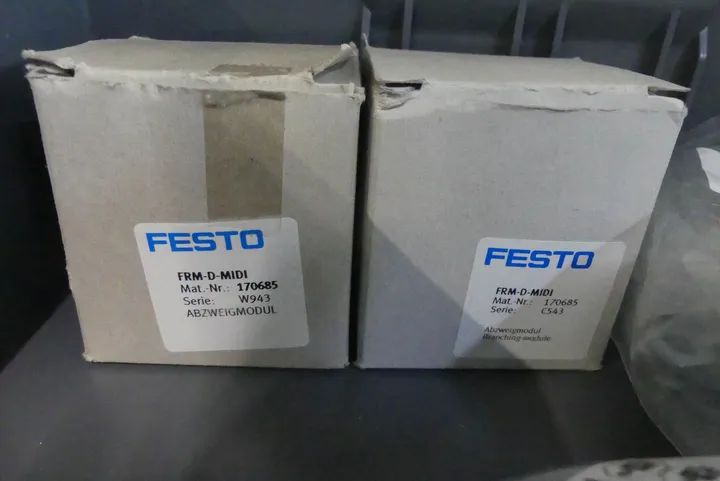 FESTO
FRM-D-MIDI
Mat.-Nr.: 170685
Serie: W943
ABZWEIGMODUL
FESTO
FRM-D-MIDI
Mat.-Nr.: 170685
Serie: C543
Abzweigmodul
Branching-module